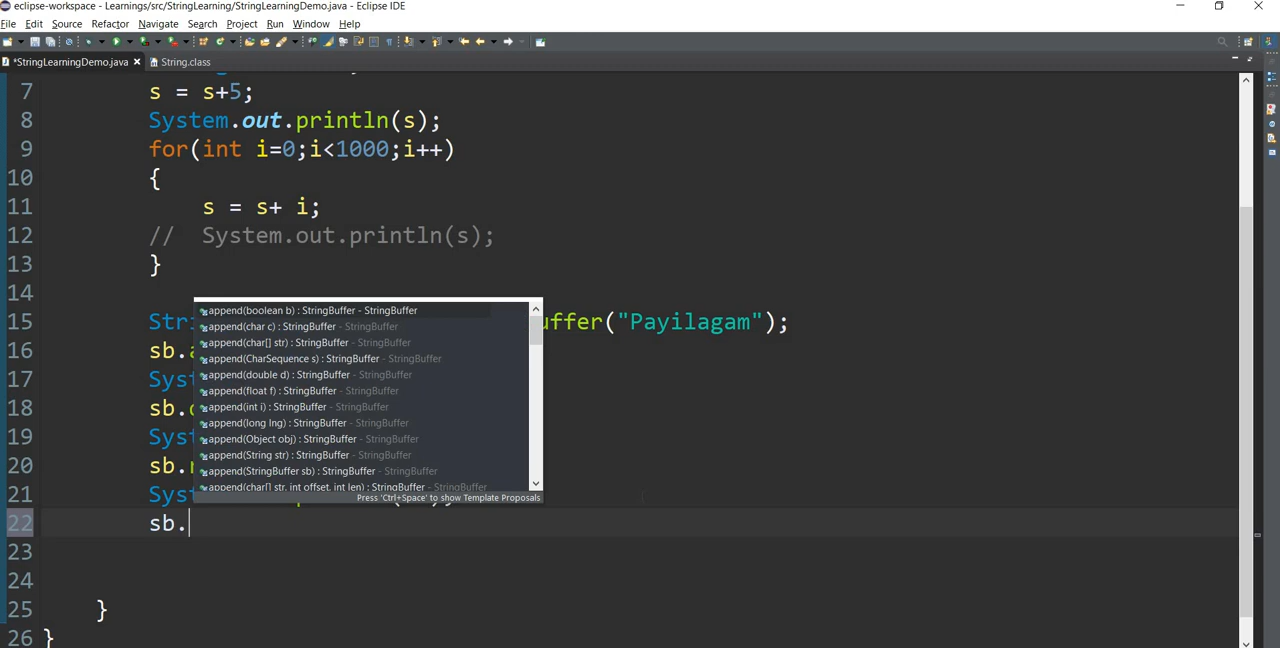 eclipse-workspace - Learnings/src/StringLearning/StringLearningDemo.java - Eclipse IDE
File Edit Source Refactor Navigate Search Project Run Window Help
*StringLearningDemo.java String.class
7 s = s+5;
8 System.out.println(s);
9 for(int i=0;i<1000;i++)
10 {
11 s = s+ i;
12 // System.out.println(s);
13 }
14
append(boolean b) : StringBuffer - StringBuffer
15 Stri uffer("Payilagam");
append(char c) : StringBuffer - StringBuffer
append(char[] str) : StringBuffer - StringBuffer
16 sb.a
append(CharSequence s) : StringBuffer - StringBuffer
17 Syst
append(double d) : StringBuffer - StringBuffer
append(float f) : StringBuffer - StringBuffer
18 sb.
append(int i) : StringBuffer - StringBuffer
append(long lng) : StringBuffer - StringBuffer
19 Syst
append(Object obj) : StringBuffer - StringBuffer
append(String str) : StringBuffer - StringBuffer
20 sb.
append(StringBuffer sb) : StringBuffer - StringBuffer
append(char[] str, int offset, int len) : StringBuffer - StringBuffer
21 Syst
Press 'Ctrl+Space' to show Template Proposals
22 sb.
23
24
25 }
26 }